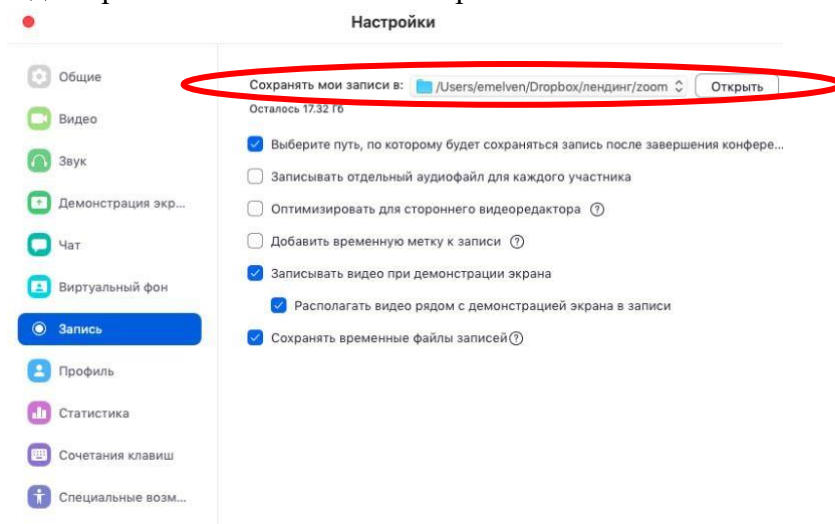 Настройки
Общие
Видео
Звук
Демонстрация экр...
Чат
Виртуальный фон
Запись
Профиль
Статистика
Сочетания клавиш
Специальные возм...
Сохранять мои записи в: /Users/emelven/Dropbox/лендинг/zoom Открыть
Осталось 17.32 Гб
Выберите путь, по которому будет сохраняться запись после завершения конфере...
Записывать отдельный аудиофайл для каждого участника
Оптимизировать для стороннего видеоредактора ?
Добавить временную метку к записи ?
Записывать видео при демонстрации экрана
Располагать видео рядом с демонстрацией экрана в записи
Сохранять временные файлы записей ?